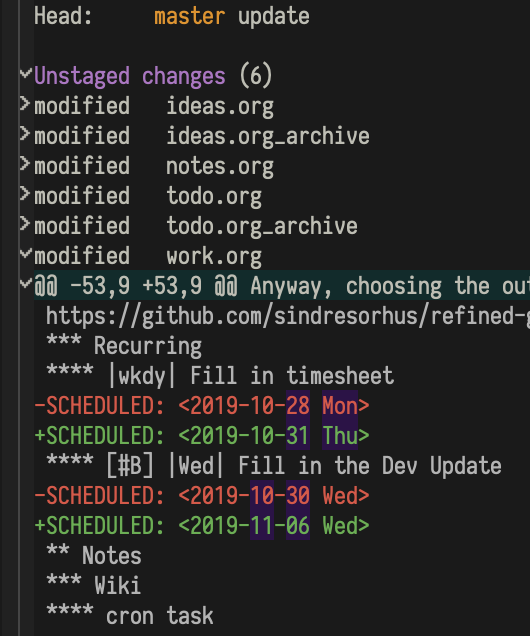 Head:     master update
Unstaged changes (6)
modified   ideas.org
modified   ideas.org_archive
modified   notes.org
modified   todo.org
modified   todo.org_archive
modified   work.org
@@ -53,9 +53,9 @@ Anyway, choosing the ou
https://github.com/sindresorhus/refined-g
*** Recurring
**** |wkdy| Fill in timesheet
-SCHEDULED: <2019-10-28 Mon>
+SCHEDULED: <2019-10-31 Thu>
**** [#B] |Wed| Fill in the Dev Update
-SCHEDULED: <2019-10-30 Wed>
+SCHEDULED: <2019-11-06 Wed>
** Notes
*** Wiki
**** cron task